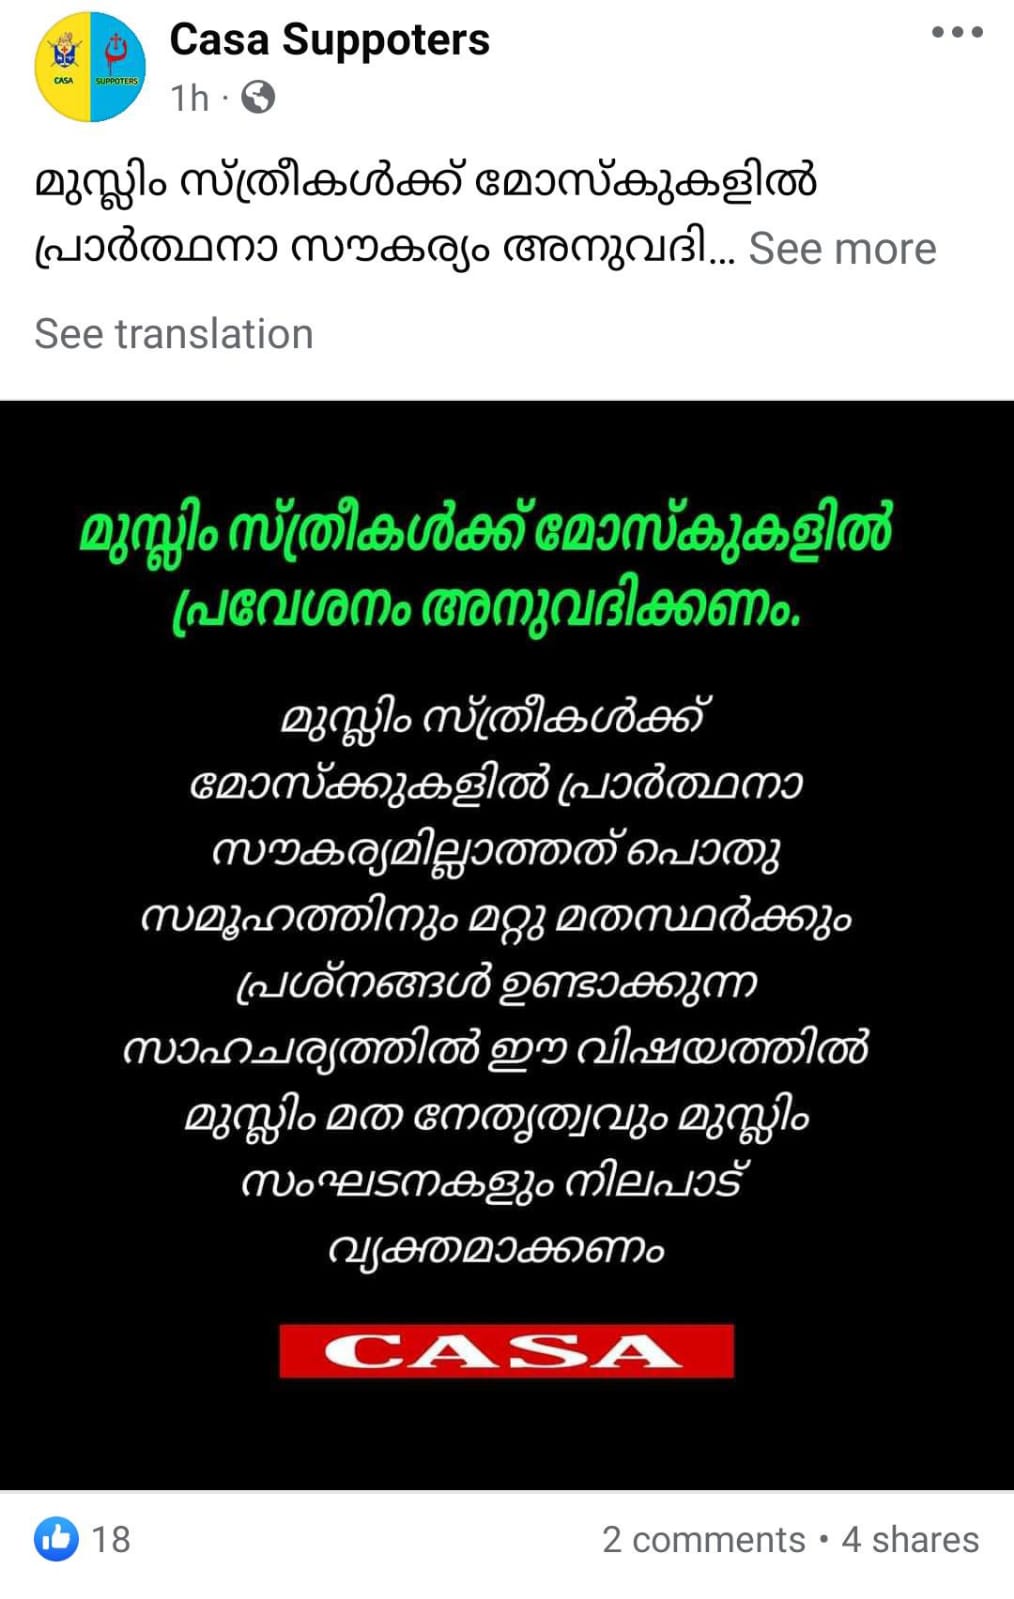 Casa Suppoters
1h ·
CASA
SUPPOTERS
മുസ്ലിം സ്ത്രീകൾക്ക് മോസ്കുകളിൽ
പ്രാർത്ഥനാ സൗകര്യം അനുവദി... See more
See translation
മുസ്ലിം സ്ത്രീകൾക്ക് മോസ്കുകളിൽ
പ്രവേശനം അനുവദിക്കണം.
മുസ്ലിം സ്ത്രീകൾക്ക്
മോസ്ക്കുകളിൽ പ്രാർത്ഥനാ
സൗകര്യമില്ലാത്തത് പൊതു
സമൂഹത്തിനും മറ്റു മതസ്ഥർക്കും
പ്രശ്നങ്ങൾ ഉണ്ടാക്കുന്ന
സാഹചര്യത്തിൽ ഈ വിഷയത്തിൽ
മുസ്ലിം മത നേതൃത്വവും മുസ്ലിം
സംഘടനകളും നിലപാട്
വ്യക്തമാക്കണം
CASA
18
2 comments • 4 shares